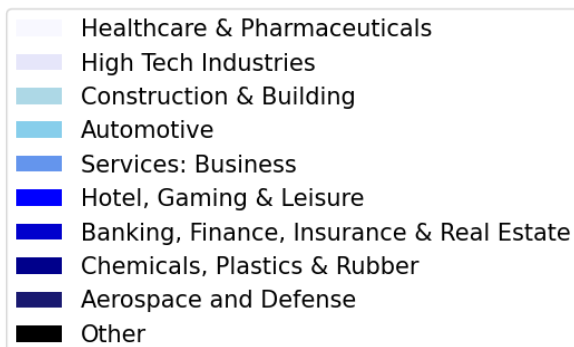 Healthcare & Pharmaceuticals
High Tech Industries
Construction & Building
Automotive
Services: Business
Hotel, Gaming & Leisure
Banking, Finance, Insurance & Real Estate
Chemicals, Plastics & Rubber
Aerospace and Defense
Other